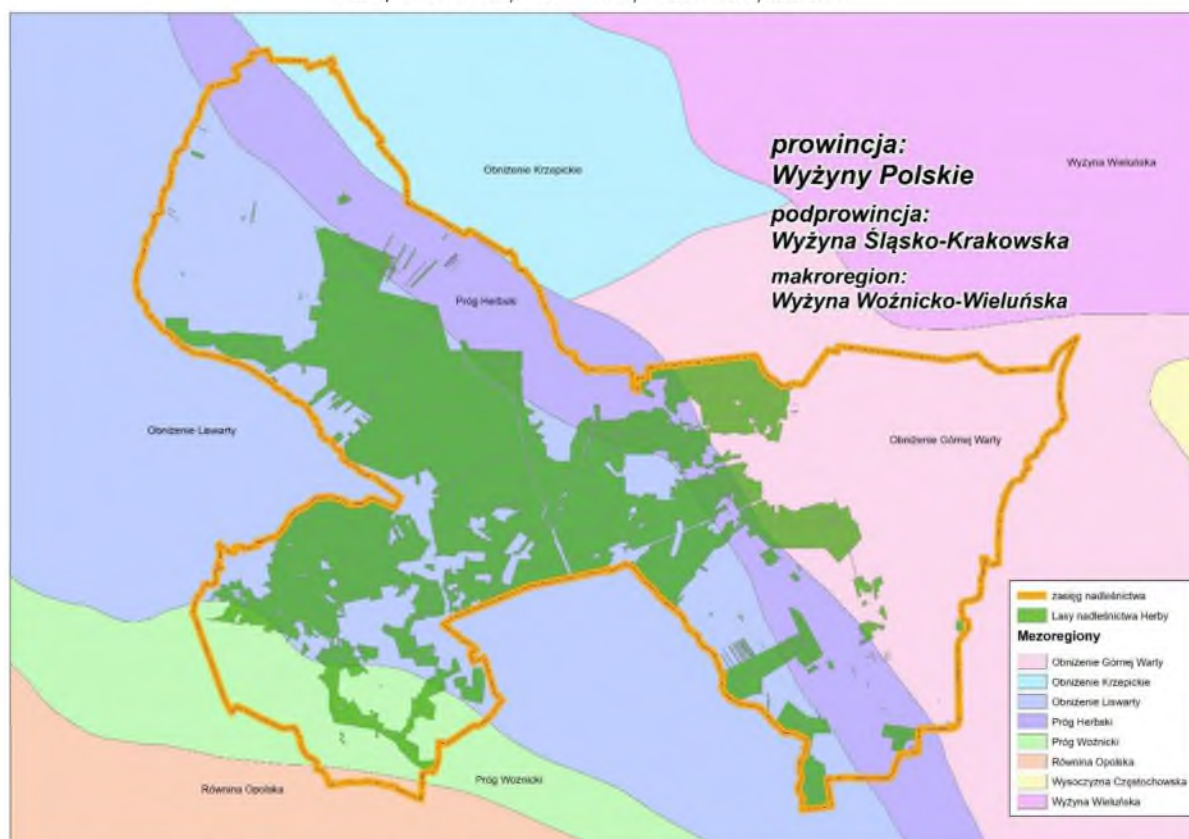 prowincja:
Wyżyny Polskie
podprowincja:
Wyżyna Śląsko-Krakowska
makroregion:
Wyżyna Woźnicko-Wieluńska
Wyżyna Wieluńska
Obniżenie Krzepickie
Próg Herbski
Obniżenie Liswarty
Obniżenie Górnej Warty
Próg Woźnicki
Równina Opolska
zasięg nadleśnictwa
Lasy nadleśnictwa Herby
Mezoregiony
Obniżenie Górnej Warty
Obniżenie Krzepickie
Obniżenie Liswarty
Próg Herbski
Próg Woźnicki
Równina Opolska
Wysoczyzna Częstochowska
Wyżyna Wieluńska